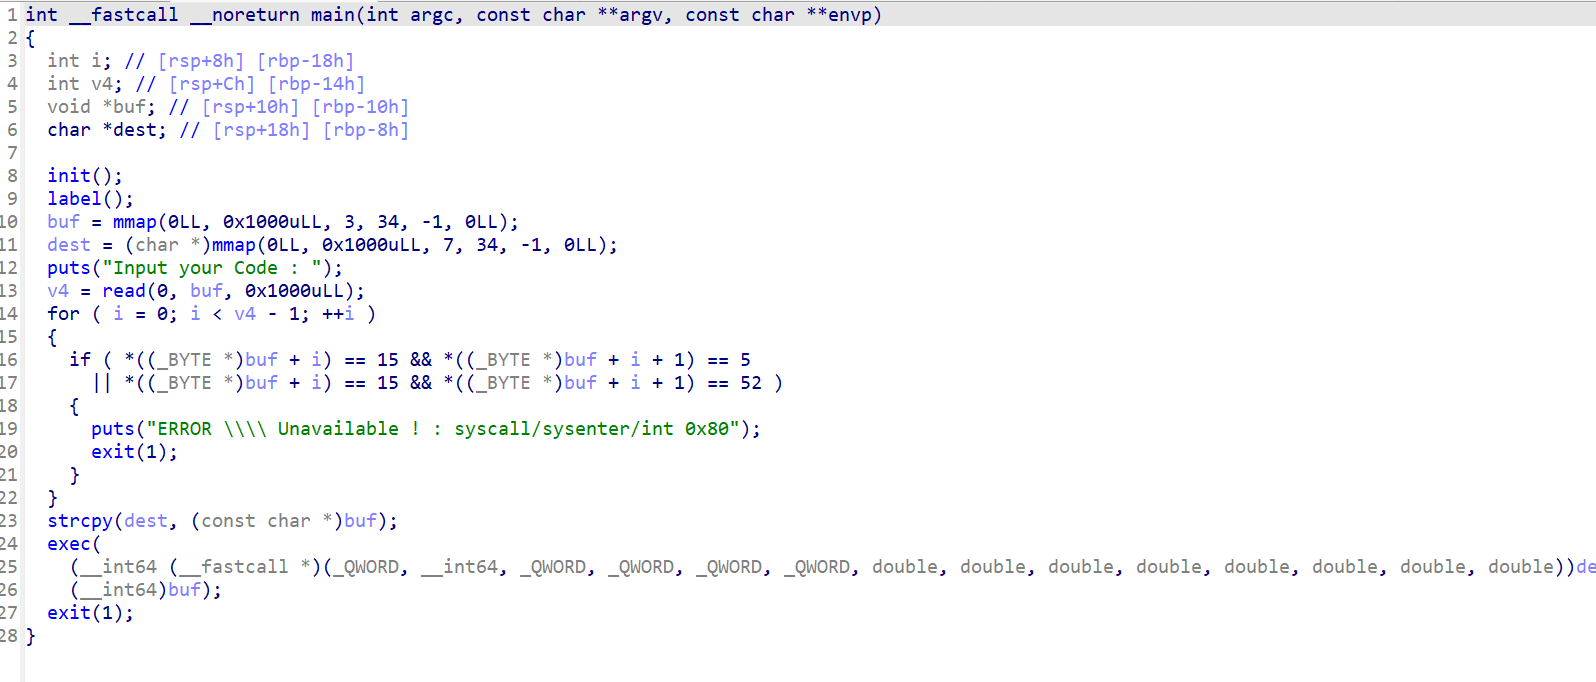 1 int __fastcall __noreturn main(int argc, const char **argv, const char **envp)
2 {
3   int i; // [rsp+8h] [rbp-18h]
4   int v4; // [rsp+Ch] [rbp-14h]
5   void *buf; // [rsp+10h] [rbp-10h]
6   char *dest; // [rsp+18h] [rbp-8h]
7
8   init();
9   label();
10   buf = mmap(0LL, 0x1000uLL, 3, 34, -1, 0LL);
11   dest = (char *)mmap(0LL, 0x1000uLL, 7, 34, -1, 0LL);
12   puts("Input your Code : ");
13   v4 = read(0, buf, 0x1000uLL);
14   for ( i = 0; i < v4 - 1; ++i )
15   {
16     if ( *((_BYTE *)buf + i) == 15 && *((_BYTE *)buf + i + 1) == 5
17       || *((_BYTE *)buf + i) == 15 && *((_BYTE *)buf + i + 1) == 52 )
18     {
19       puts("ERROR \\\\ Unavailable ! : syscall/sysenter/int 0x80");
20       exit(1);
21     }
22   }
23   strcpy(dest, (const char *)buf);
24   exec(
25     (__int64 (__fastcall *)(_QWORD, __int64, _QWORD, _QWORD, _QWORD, _QWORD, double, double, double, double, double, double, double, double))de
26     (__int64)buf);
27   exit(1);
28 }